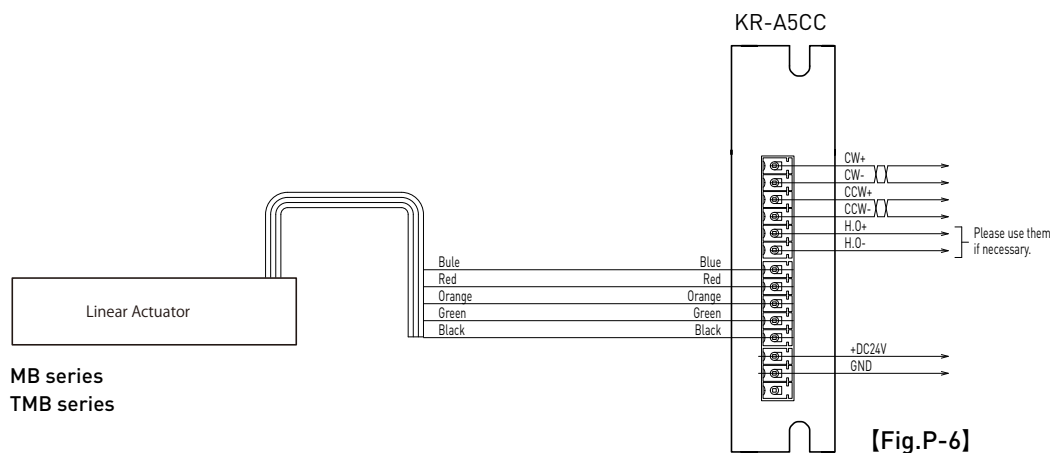 KR-A5CC
CW+
CW-
CCW+
CCW-
H.O+
H.O-
Please use them
if necessary.
Bule Blue
Red Red
Orange Orange
Green Green
Black Black
Linear Actuator
+DC24V
GND
MB series
TMB series
【Fig.P-6】